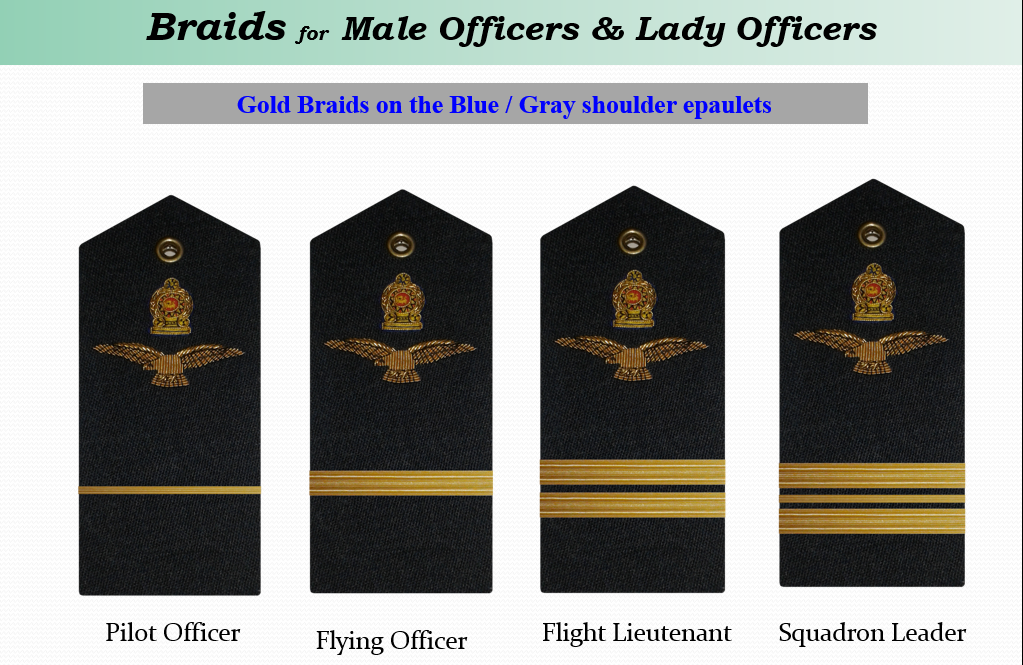 Braids for Male Officers & Lady Officers
Gold Braids on the Blue / Gray shoulder epaulets
Pilot Officer
Flying Officer
Flight Lieutenant
Squadron Leader